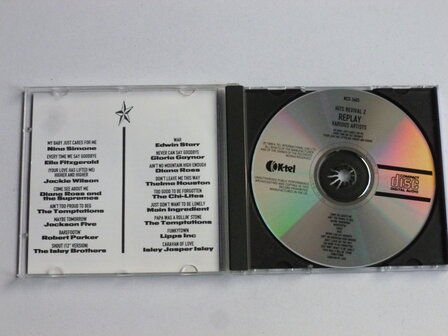 MY BABY JUST CARES FOR ME
Nina Simone
EVERY TIME WE SAY GOODBYE
Ella Fitzgerald
(YOUR LOVE HAS LIFTED ME)
HIGHER AND HIGHER
Jackie Wilson
COME SEE ABOUT ME
Diana Ross and
the Supremes
AIN'T TOO PROUD TO BEG
The Temptations
MAYBE TOMORROW
Jackson Five
BAREFOOTIN'
Robert Parker
SHOUT (12" VERSION)
The Isley Brothers
WAR
Edwin Starr
NEVER CAN SAY GOODBYE
Gloria Gaynor
AIN'T NO MOUNTAIN HIGH ENOUGH
Diana Ross
DON'T LEAVE ME THIS WAY
Thelma Houston
TOO GOOD TO BE FORGOTTEN
The Chi-Lites
JUST DON'T WANT TO BE LONELY
Main Ingredient
PAPA WAS A ROLLIN' STONE
The Temptations
FUNKYTOWN
Lipps Inc
CARAVAN OF LOVE
Isley Jasper Isley
HITS REVIVAL 2
REPLAY
VARIOUS ARTISTS
K-tel
COMPACT
disc
DIGITAL AUDIO